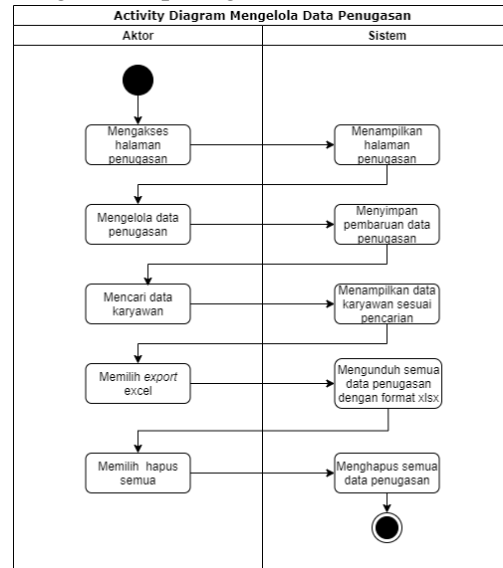 Activity Diagram Mengelola Data Penugasan
Aktor
Sistem
Mengakses
halaman
penugasan
Menampilkan
halaman
penugasan
Mengelola data
penugasan
Menyimpan
pembaruan data
penugasan
Mencari data
karyawan
Menampilkan data
karyawan sesuai
pencarian
Memilih export
excel
Mengunduh semua
data penugasan
dengan format xlsx
Memilih hapus
semua
Menghapus semua
data penugasan